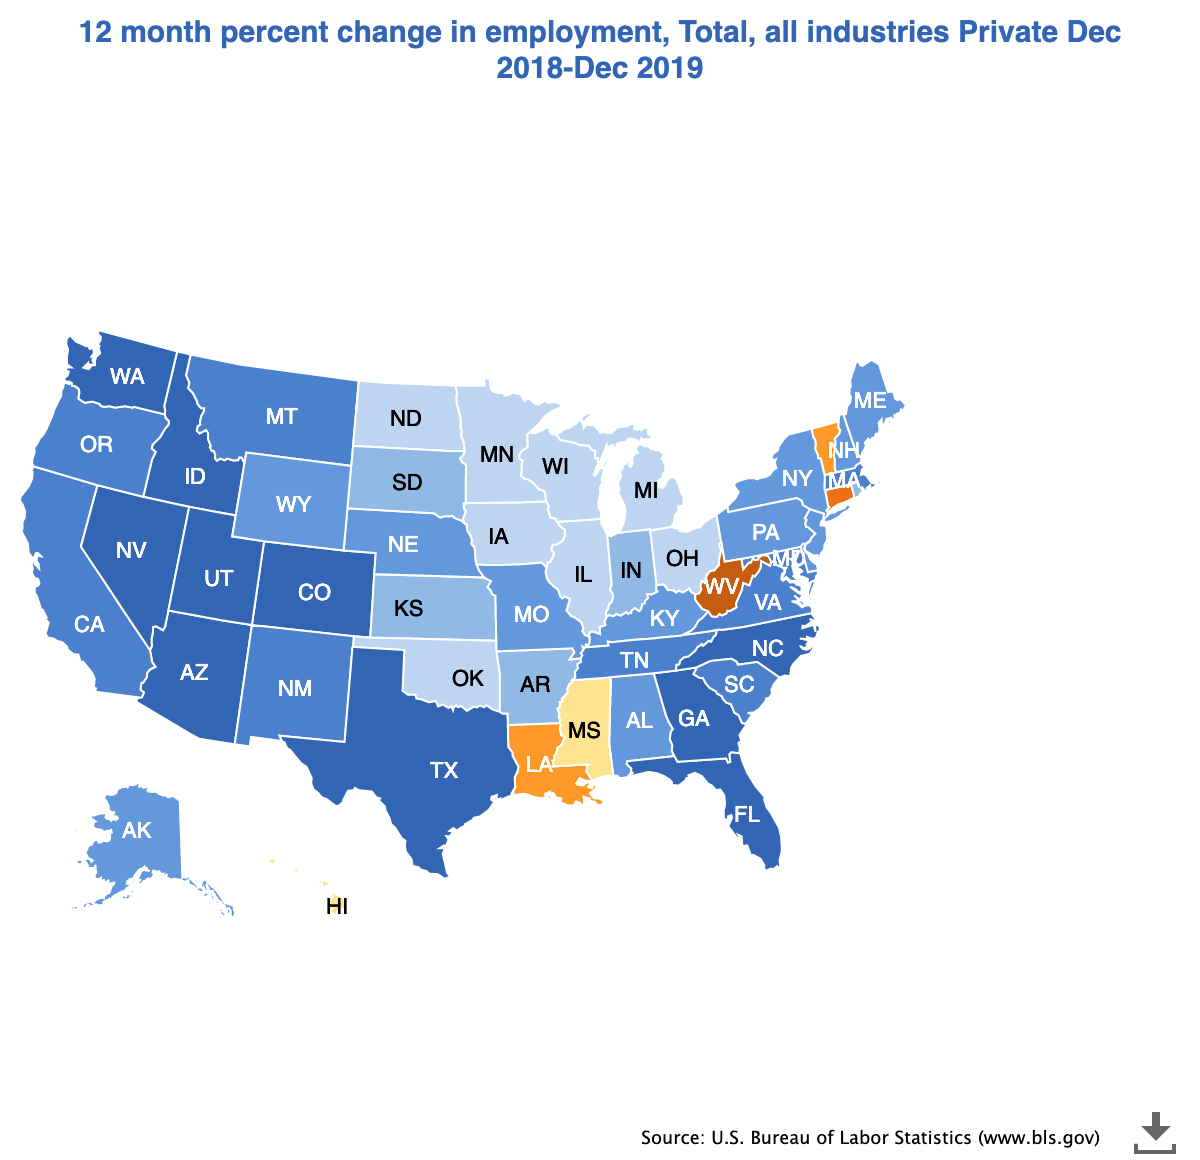 12 month percent change in employment, Total, all industries Private Dec
2018-Dec 2019
WA
MT
ND
ME
OR
MN
NH
WI
ID
SD
NY
MA
MI
WY
PA
NV
NE
IA
OH
MD
UT
IL
IN
CO
WV
KS
VA
CA
MO
KY
NC
TN
AZ
NM
OK
AR
SC
MS
AL
GA
LA
TX
FL
AK
HI
Source: U.S. Bureau of Labor Statistics (www.bls.gov)